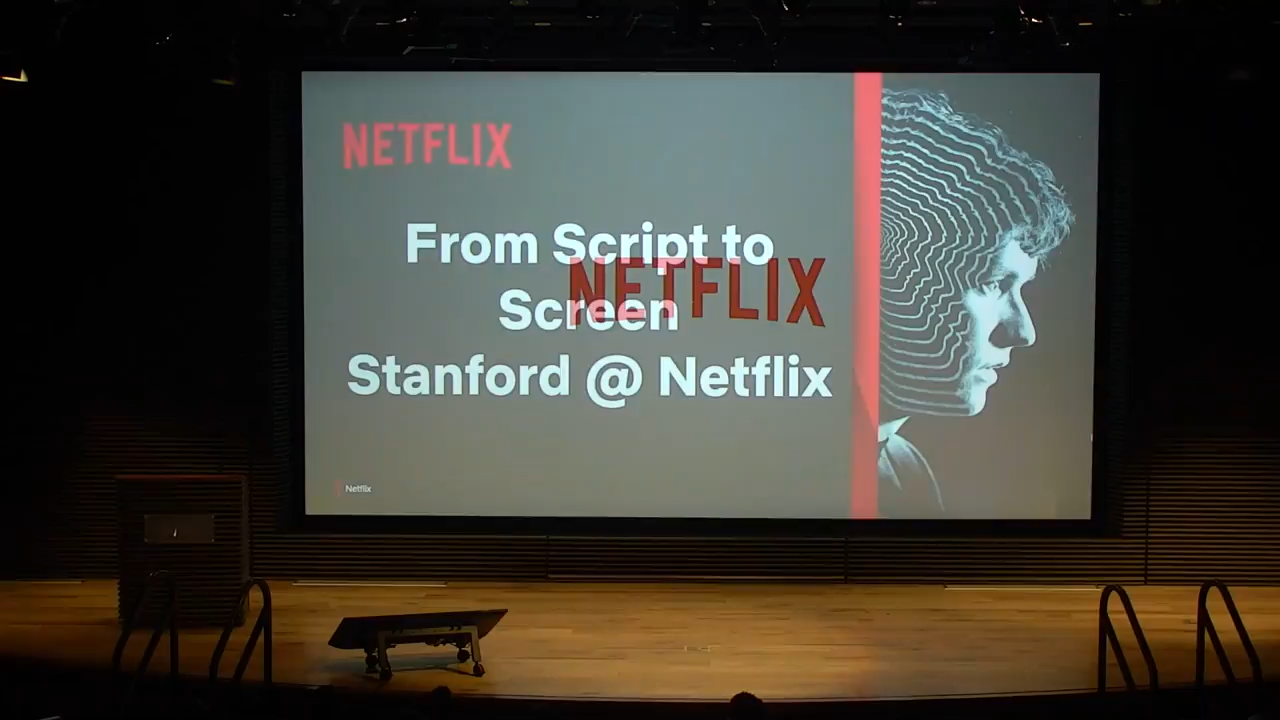 NETFLIX
From Script to
NETFLIX
Screen
Stanford @ Netflix
Netflix